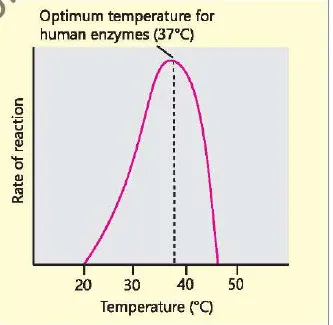 Optimum temperature for
human enzymes (37°C)
Rate of reaction
20 30 40 50
Temperature (°C)